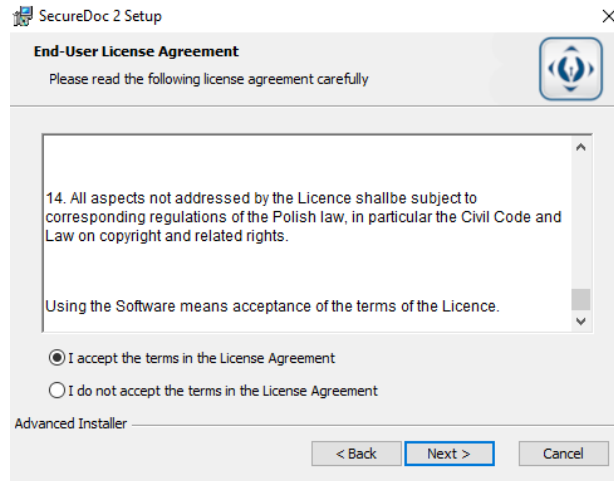 SecureDoc 2 Setup
End-User License Agreement
Please read the following license agreement carefully
14. All aspects not addressed by the Licence shallbe subject to
corresponding regulations of the Polish law, in particular the Civil Code and
Law on copyright and related rights.
Using the Software means acceptance of the terms of the Licence.
I accept the terms in the License Agreement
I do not accept the terms in the License Agreement
Advanced Installer
< Back Next > Cancel